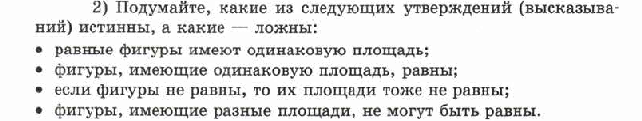 2) Подумайте, какие из следующих утверждений (высказыва-
ний) истинны, а какие — ложны:
• равные фигуры имеют одинаковую площадь;
• фигуры, имеющие одинаковую площадь, равны;
• если фигуры не равны, то их площади тоже не равны;
• фигуры, имеющие разные площади, не могут быть равны.